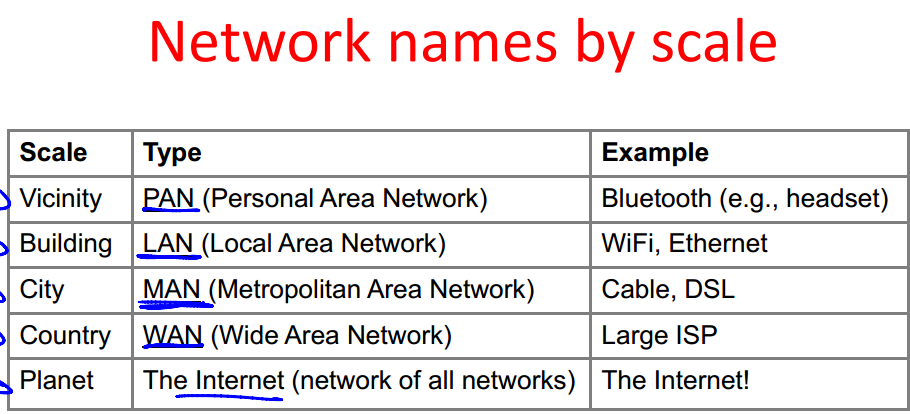 Network names by scale
Scale Type Example
Vicinity PAN (Personal Area Network) Bluetooth (e.g., headset)
Building LAN (Local Area Network) WiFi, Ethernet
City MAN (Metropolitan Area Network) Cable, DSL
Country WAN (Wide Area Network) Large ISP
Planet The Internet (network of all networks) The Internet!